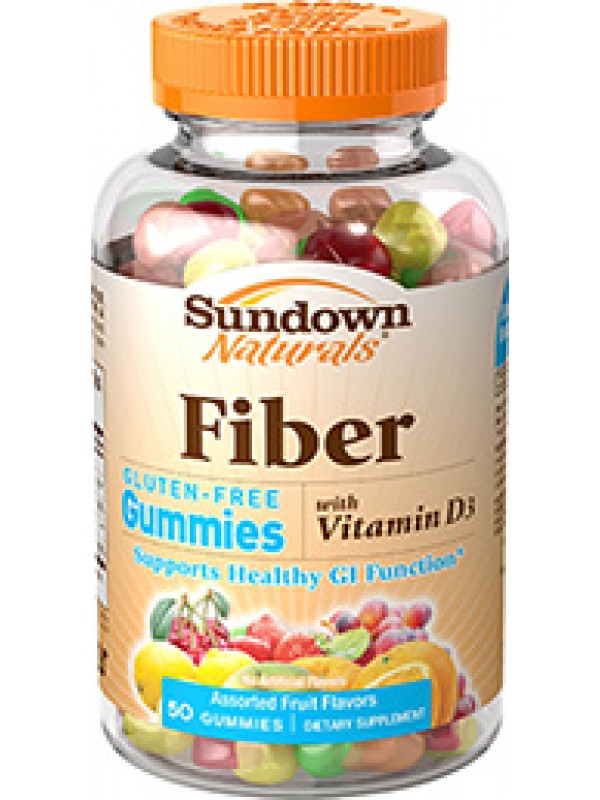 Sundown
Naturals®
Fiber
GLUTEN-FREE
Gummies
with
Vitamin D3
Supports Healthy GI Function*
No Artificial Flavors
Assorted Fruit Flavors
50 GUMMIES | DIETARY SUPPLEMENT